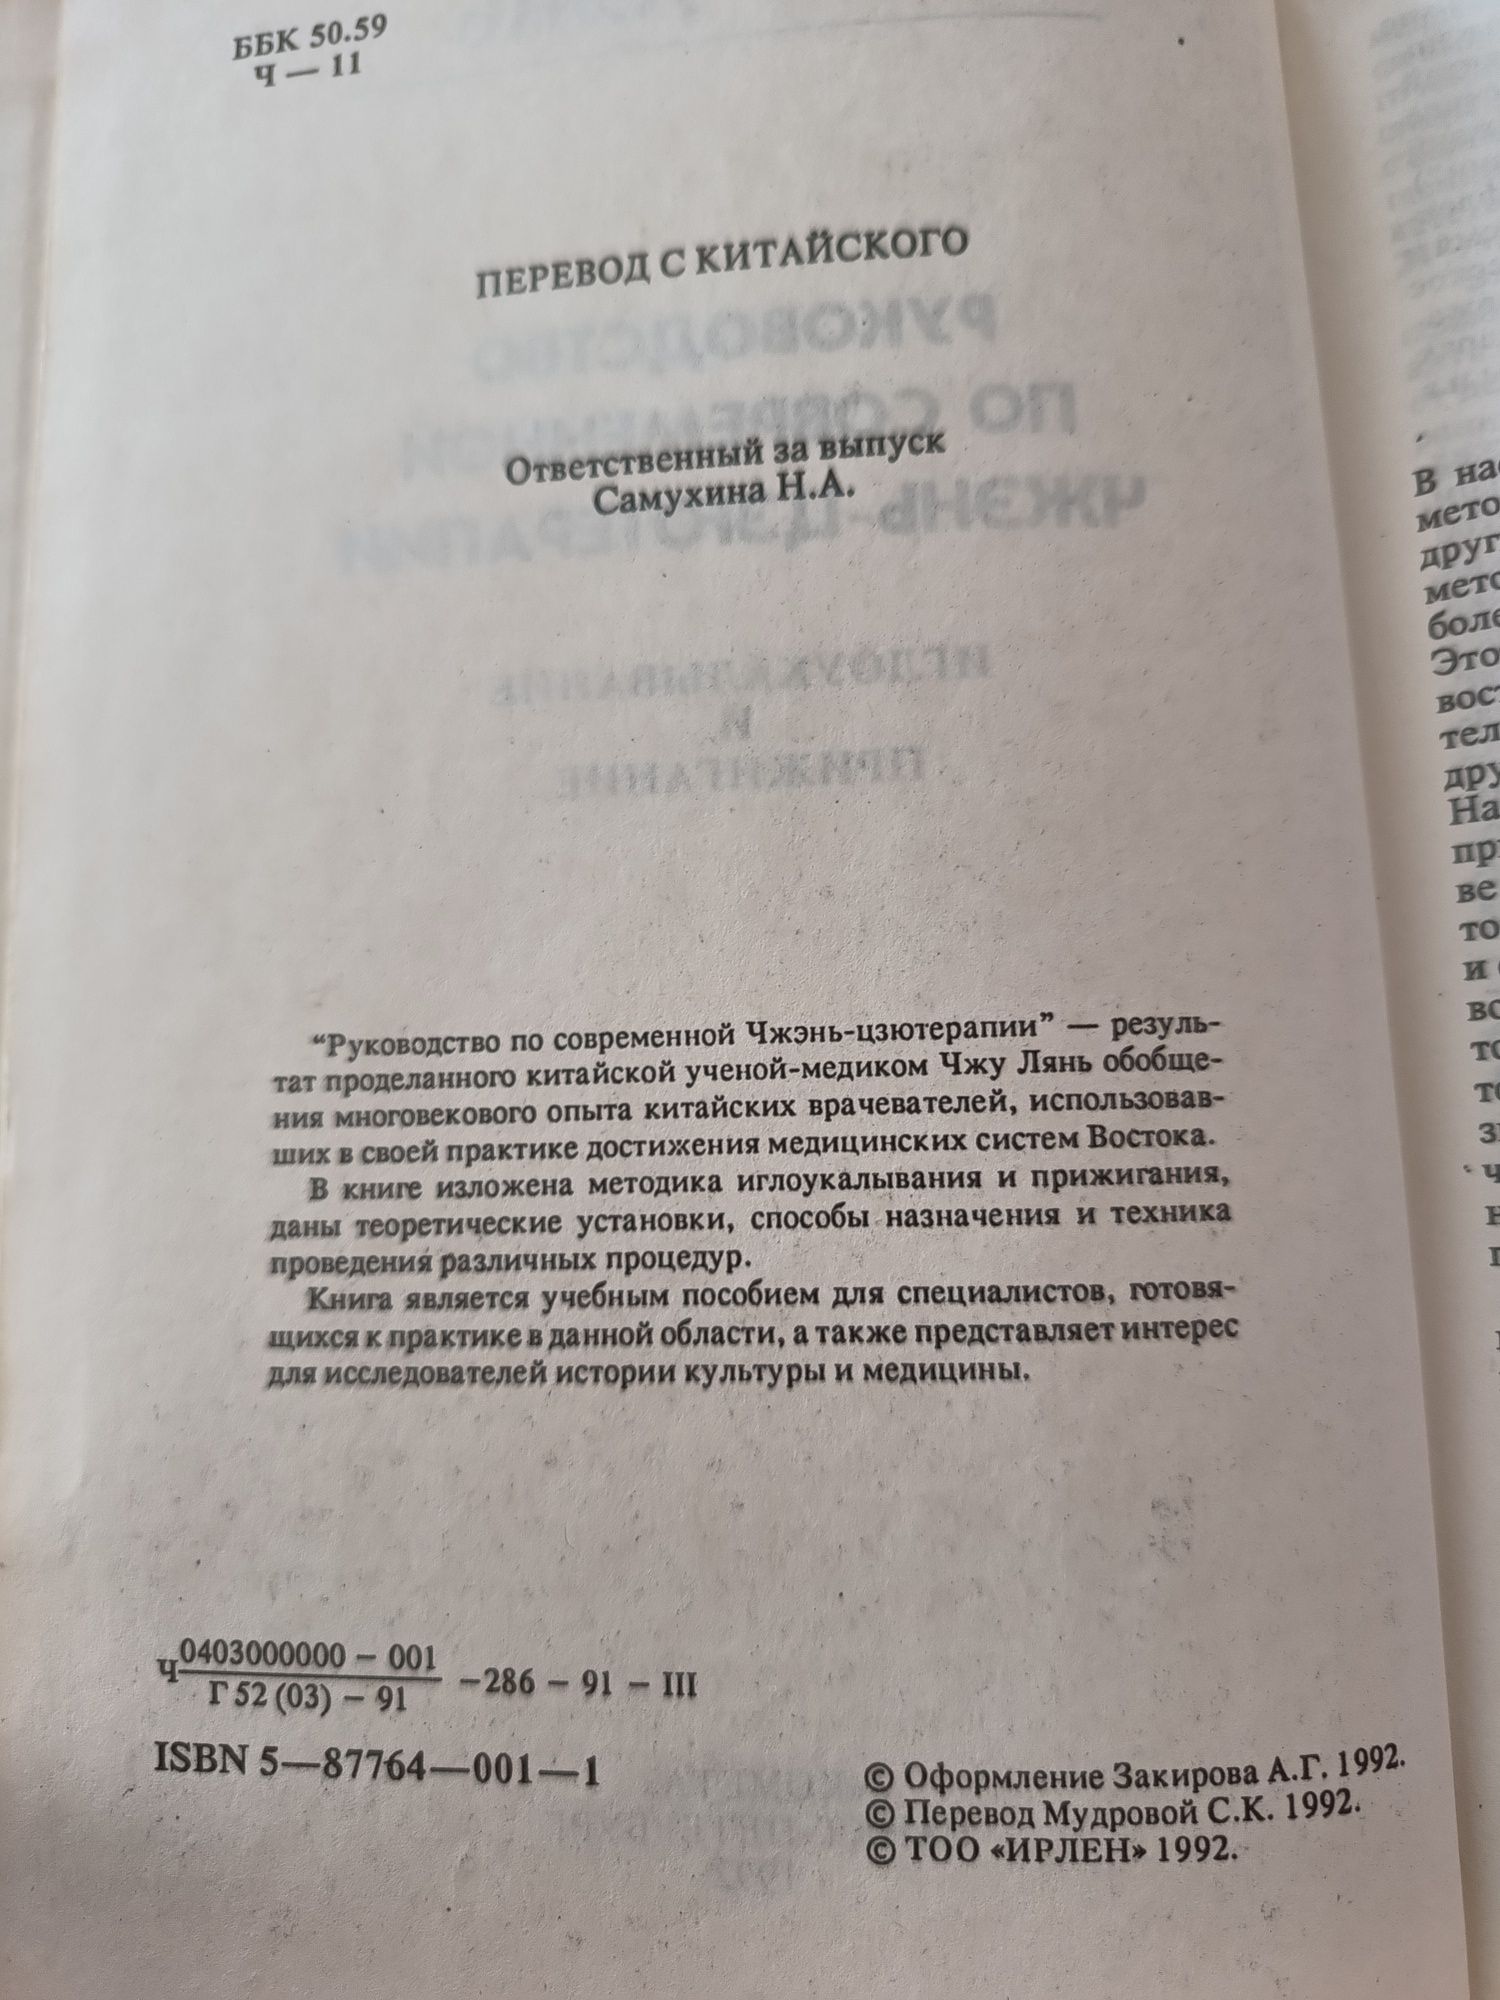 ББК 50.59
Ч — 11
ПЕРЕВОД С КИТАЙСКОГО
Ответственный за выпуск
Самухина Н.А.
“Руководство по современной Чжэнь-цзютерапии” — резуль-
тат проделанного китайской ученой-медиком Чжу Лянь обобще-
ния многовекового опыта китайских врачевателей, использовав-
ших в своей практике достижения медицинских систем Востока.
В книге изложена методика иглоукалывания и прижигания,
даны теоретические установки, способы назначения и техника
проведения различных процедур.
Книга является учебным пособием для специалистов, готовя-
щихся к практике в данной области, а также представляет интерес
для исследователей истории культуры и медицины.
Ч 0403000000 – 001
Г 52 (03) – 91
–286 – 91 – III
ISBN 5—87764—001—1
© Оформление Закирова А.Г. 1992.
© Перевод Мудровой С.К. 1992.
© ТОО «ИРЛЕН» 1992.